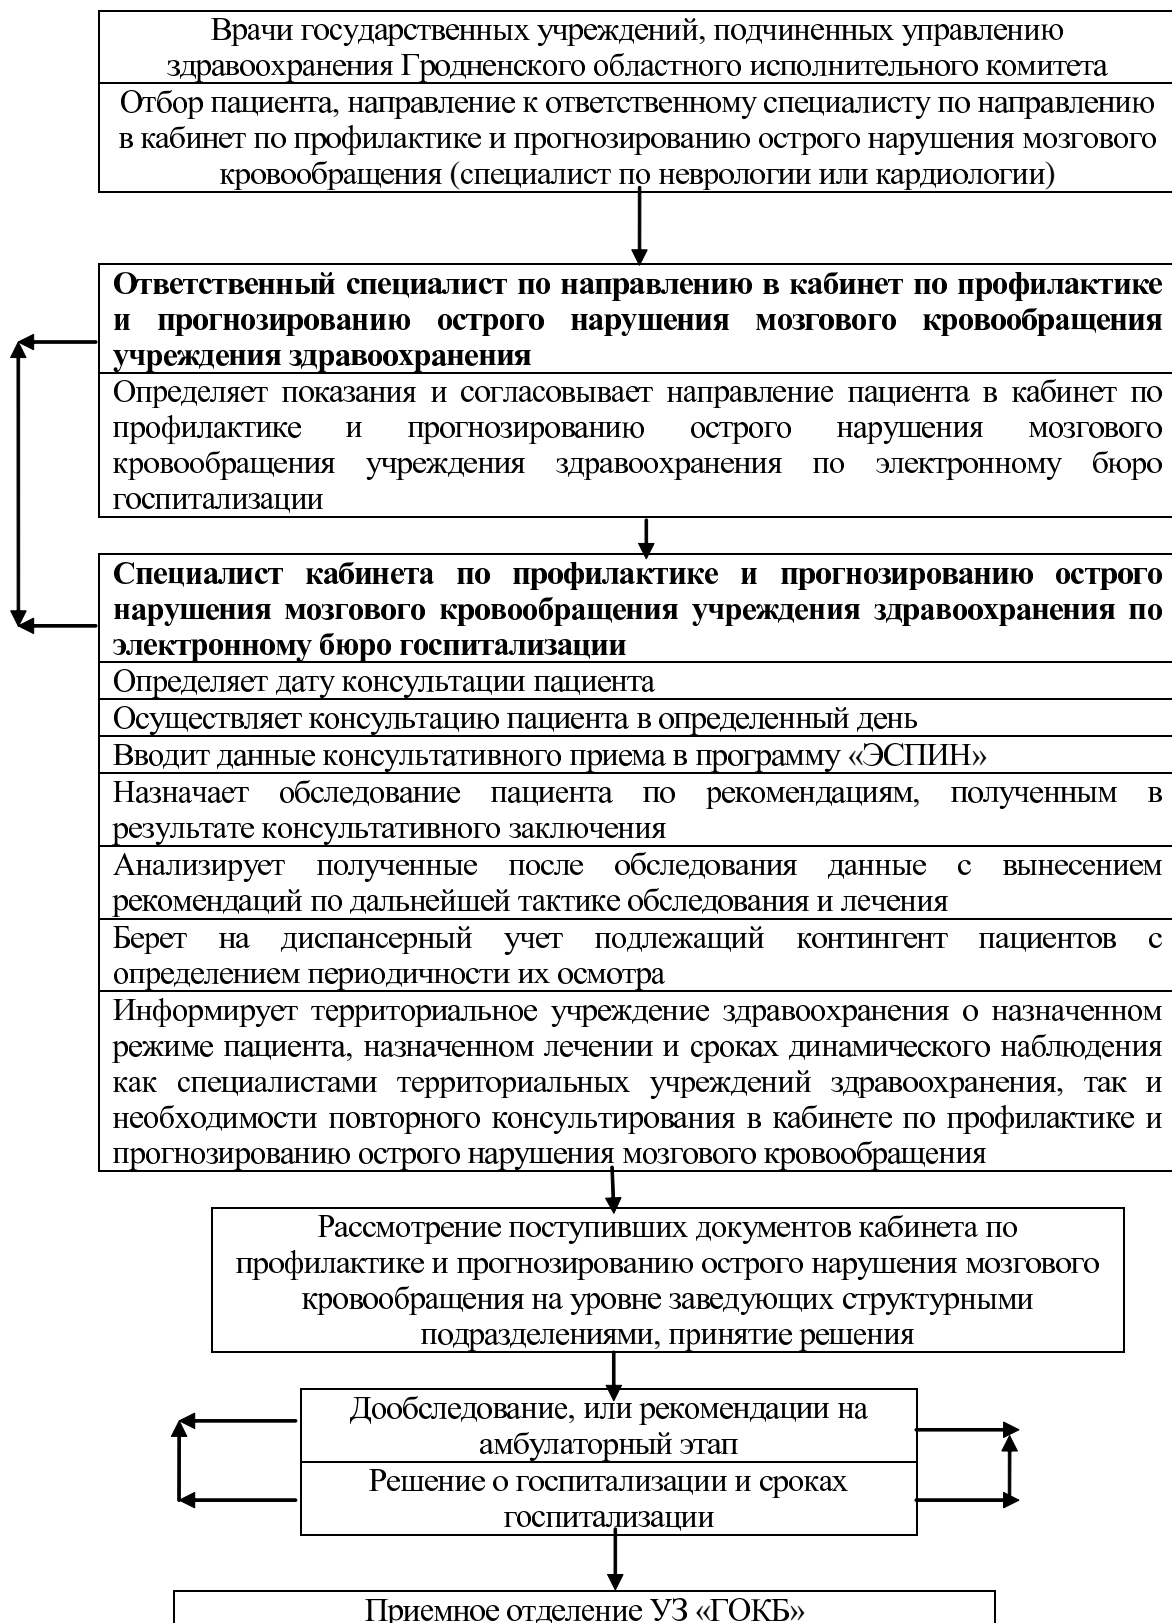 Врачи государственных учреждений, подчиненных управлению
здравоохранения Гродненского областного исполнительного комитета
Отбор пациента, направление к ответственному специалисту по направлению
в кабинет по профилактике и прогнозированию острого нарушения мозгового
кровообращения (специалист по неврологии или кардиологии)
Ответственный специалист по направлению в кабинет по профилактике
и прогнозированию острого нарушения мозгового кровообращения
учреждения здравоохранения
Определяет показания и согласовывает направление пациента в кабинет по
профилактике и прогнозированию острого нарушения мозгового
кровообращения учреждения здравоохранения по электронному бюро
госпитализации
Специалист кабинета по профилактике и прогнозированию острого
нарушения мозгового кровообращения учреждения здравоохранения по
электронному бюро госпитализации
Определяет дату консультации пациента
Осуществляет консультацию пациента в определенный день
Вводит данные консультативного приема в программу «ЭСПИН»
Назначает обследование пациента по рекомендациям, полученным в
результате консультативного заключения
Анализирует полученные после обследования данные с вынесением
рекомендаций по дальнейшей тактике обследования и лечения
Берет на диспансерный учет подлежащий контингент пациентов с
определением периодичности их осмотра
Информирует территориальное учреждение здравоохранения о назначенном
режиме пациента, назначенном лечении и сроках динамического наблюдения
как специалистами территориальных учреждений здравоохранения, так и
необходимости повторного консультирования в кабинете по профилактике и
прогнозированию острого нарушения мозгового кровообращения
Рассмотрение поступивших документов кабинета по
профилактике и прогнозированию острого нарушения мозгового
кровообращения на уровне заведующих структурными
подразделениями, принятие решения
Дообследование, или рекомендации на
амбулаторный этап
Решение о госпитализации и сроках
госпитализации
Приемное отделение УЗ «ГОКБ»